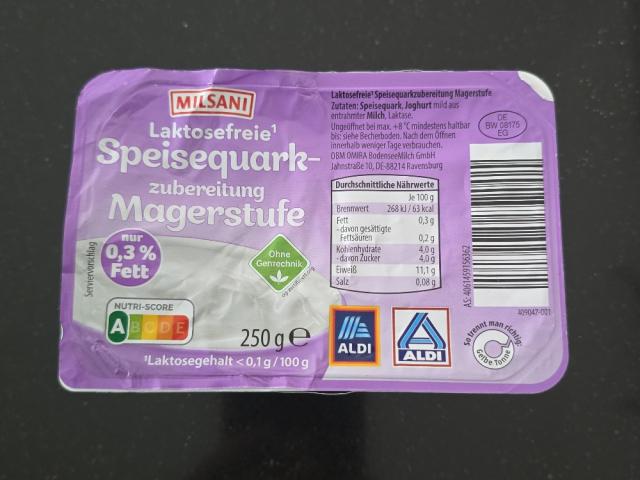 MILSANI
Laktosefreie¹
Speisequark-
zubereitung
Magerstufe
nur
0,3 %
Fett
Serviervorschlag
Ohne
Gentechnik
NUTRI-SCORE
A B C D E
250 g ℮
¹Laktosegehalt < 0,1 g / 100 g
Laktosefreie¹ Speisequarkzubereitung Magerstufe
Zutaten: Speisequark, Joghurt mild aus
entrahmter Milch, Laktase.
Ungeöffnet bei max. +8 °C mindestens haltbar
bis: siehe Becherboden. Nach dem Öffnen
innerhalb weniger Tage verbrauchen.
OBM OMIRA BodenseeMilch GmbH
Jahnstraße 10, DE-88214 Ravensburg
DE
BW 08175
EG
Durchschnittliche Nährwerte
Je 100 g
Brennwert 268 kJ / 63 kcal
Fett 0,3 g
- davon gesättigte
Fettsäuren 0,2 g
Kohlenhydrate 4,0 g
- davon Zucker 4,0 g
Eiweiß 11,1 g
Salz 0,08 g
AS: 4061459156362
409047-001
ALDI
ALDI
So trennt man richtig:
Gelbe Tonne